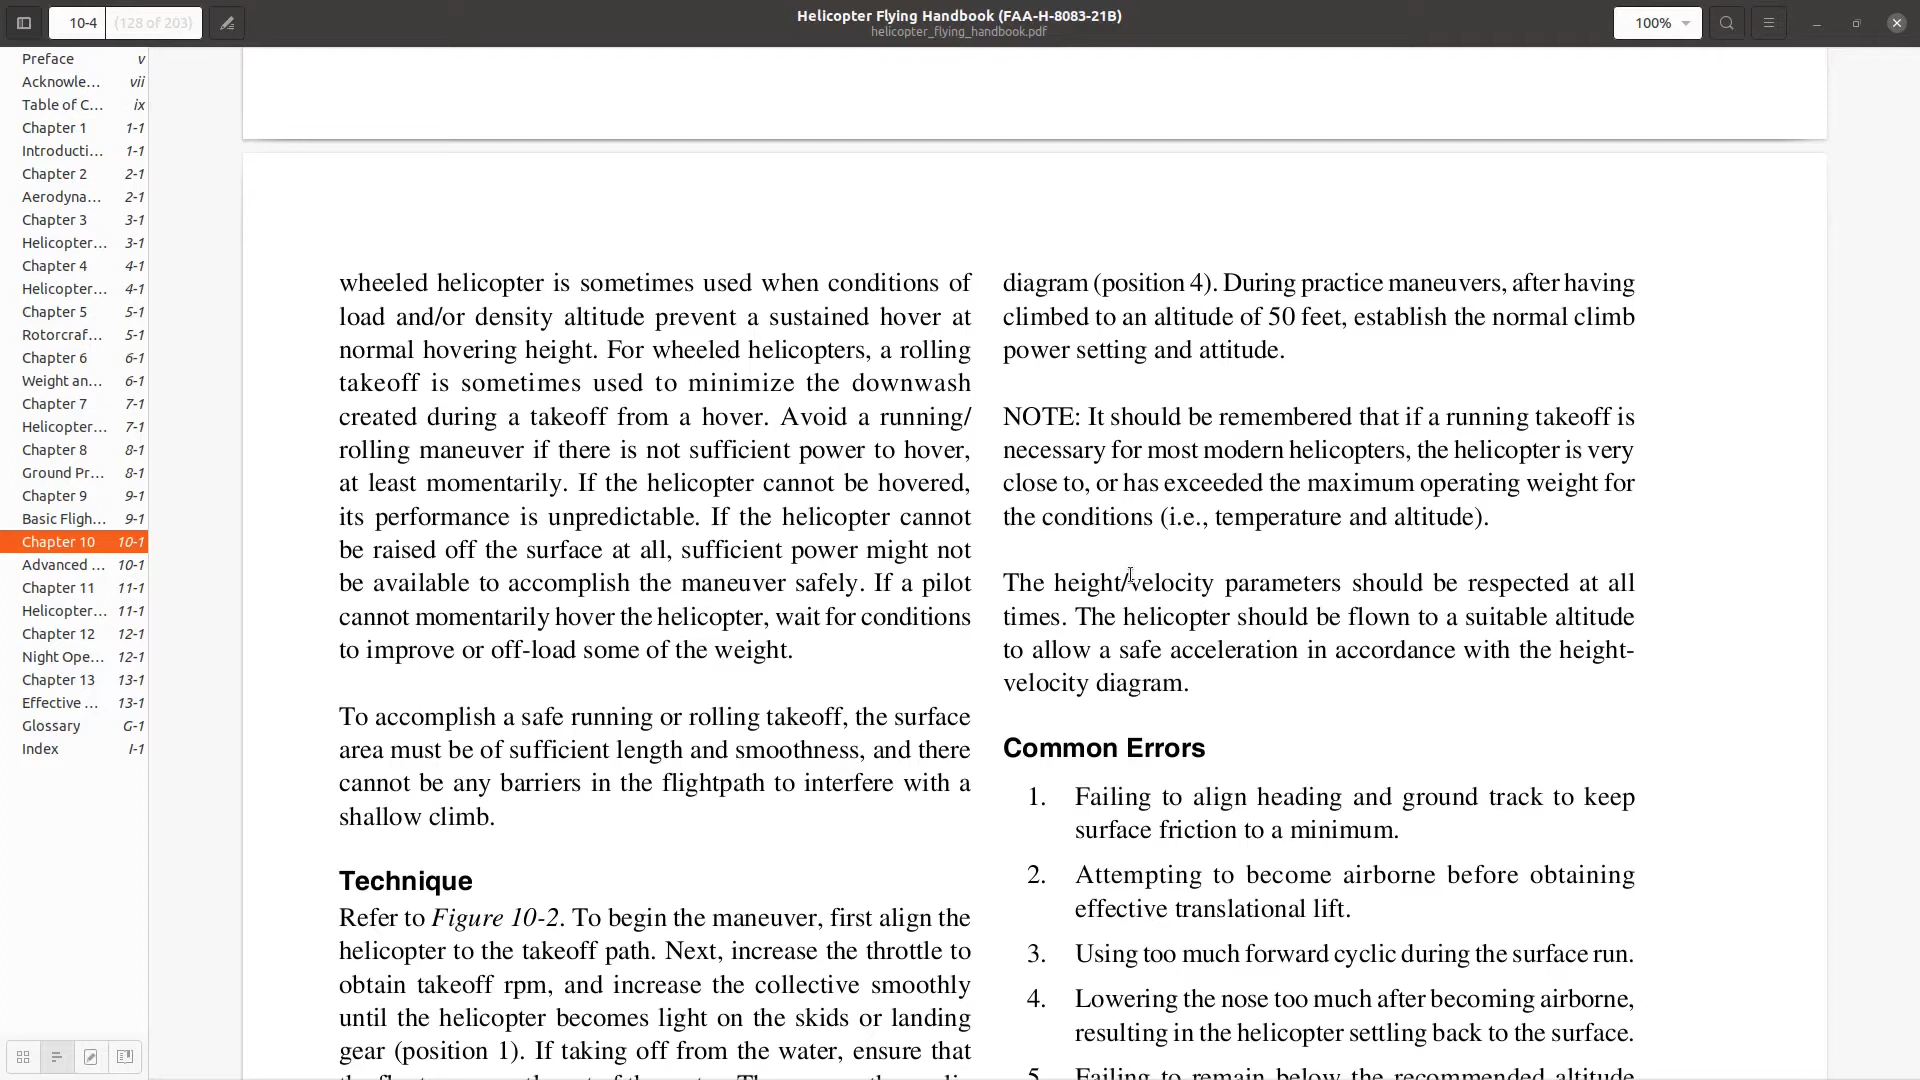 10-4 (128 of 203)
Helicopter Flying Handbook (FAA-H-8083-21B)
helicopter_flying_handbook.pdf
100%
Preface v
Acknowle... vii
Table of C... ix
Chapter 1 1-1
Introducti... 1-1
Chapter 2 2-1
Aerodyna... 2-1
Chapter 3 3-1
Helicopter... 3-1
Chapter 4 4-1
Helicopter... 4-1
Chapter 5 5-1
Rotorcraf... 5-1
Chapter 6 6-1
Weight an... 6-1
Chapter 7 7-1
Helicopter... 7-1
Chapter 8 8-1
Ground Pr... 8-1
Chapter 9 9-1
Basic Fligh... 9-1
Chapter 10 10-1
Advanced ... 10-1
Chapter 11 11-1
Helicopter... 11-1
Chapter 12 12-1
Night Ope... 12-1
Chapter 13 13-1
Effective ... 13-1
Glossary G-1
Index I-1
wheeled helicopter is sometimes used when conditions of
load and/or density altitude prevent a sustained hover at
normal hovering height. For wheeled helicopters, a rolling
takeoff is sometimes used to minimize the downwash
created during a takeoff from a hover. Avoid a running/
rolling maneuver if there is not sufficient power to hover,
at least momentarily. If the helicopter cannot be hovered,
its performance is unpredictable. If the helicopter cannot
be raised off the surface at all, sufficient power might not
be available to accomplish the maneuver safely. If a pilot
cannot momentarily hover the helicopter, wait for conditions
to improve or off-load some of the weight.
To accomplish a safe running or rolling takeoff, the surface
area must be of sufficient length and smoothness, and there
cannot be any barriers in the flightpath to interfere with a
shallow climb.
Technique
Refer to Figure 10-2. To begin the maneuver, first align the
helicopter to the takeoff path. Next, increase the throttle to
obtain takeoff rpm, and increase the collective smoothly
until the helicopter becomes light on the skids or landing
gear (position 1). If taking off from the water, ensure that
diagram (position 4). During practice maneuvers, after having
climbed to an altitude of 50 feet, establish the normal climb
power setting and attitude.
NOTE: It should be remembered that if a running takeoff is
necessary for most modern helicopters, the helicopter is very
close to, or has exceeded the maximum operating weight for
the conditions (i.e., temperature and altitude).
The height/velocity parameters should be respected at all
times. The helicopter should be flown to a suitable altitude
to allow a safe acceleration in accordance with the height-
velocity diagram.
Common Errors
1. Failing to align heading and ground track to keep
surface friction to a minimum.
2. Attempting to become airborne before obtaining
effective translational lift.
3. Using too much forward cyclic during the surface run.
4. Lowering the nose too much after becoming airborne,
resulting in the helicopter settling back to the surface.
5. Failing to remain below the recommended altitude